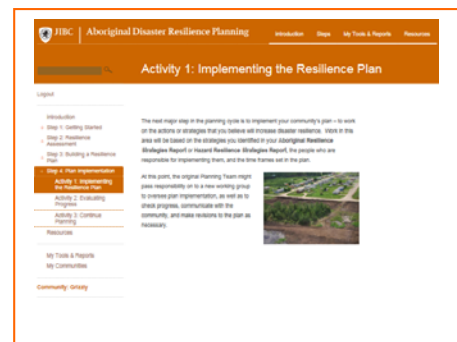 JIBC Aboriginal Disaster Resilience Planning
Introduction Steps My Tools & Reports Resources
Activity 1: Implementing the Resilience Plan
Logout
Introduction
Step 1: Getting Started
Step 2: Resilience
Assessment
Step 3: Building a Resilience
Plan
Step 4: Plan Implementation
Activity 1: Implementing
the Resilience Plan
Activity 2: Evaluating
Progress
Activity 3: Continue
Planning
Resources
My Tools & Reports
My Communities
Community: Grizzly
The next major step in the planning cycle is to implement your community's plan – to work
on the actions or strategies that you believe will increase disaster resilience. Work in this
area will be based on the strategies you identified in your Aboriginal Resilience
Strategies Report or Hazard Resilience Strategies Report, the people who are
responsible for implementing them, and the time frames set in the plan.
At this point, the original Planning Team might
pass responsibility on to a new working group
to oversee plan implementation, as well as to
check progress, communicate with the
community, and make revisions to the plan as
necessary.